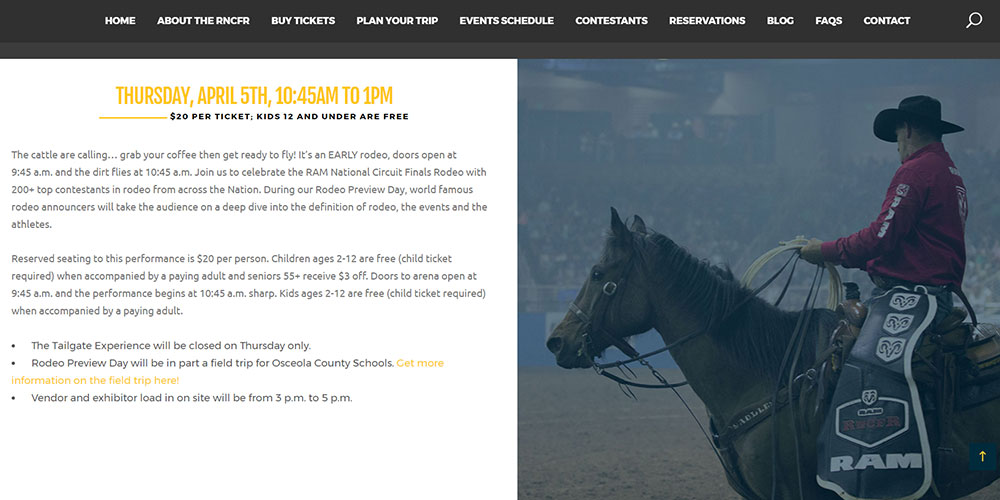 HOME ABOUT THE RNCFR BUY TICKETS PLAN YOUR TRIP EVENTS SCHEDULE CONTESTANTS RESERVATIONS BLOG FAQS CONTACT
THURSDAY, APRIL 5TH, 10:45AM TO 1PM
$20 PER TICKET; KIDS 12 AND UNDER ARE FREE
The cattle are calling… grab your coffee then get ready to fly! It's an EARLY rodeo, doors open at
9:45 a.m. and the dirt flies at 10:45 a.m. Join us to celebrate the RAM National Circuit Finals Rodeo with
200+ top contestants in rodeo from across the Nation. During our Rodeo Preview Day, world famous
rodeo announcers will take the audience on a deep dive into the definition of rodeo, the events and the
athletes.
Reserved seating to this performance is $20 per person. Children ages 2-12 are free (child ticket
required) when accompanied by a paying adult and seniors 55+ receive $3 off. Doors to arena open at
9:45 a.m. and the performance begins at 10:45 a.m. sharp. Kids ages 2-12 are free (child ticket required)
when accompanied by a paying adult.
• The Tailgate Experience will be closed on Thursday only.
• Rodeo Preview Day will be in part a field trip for Osceola County Schools. Get more
information on the field trip here!
• Vendor and exhibitor load in on site will be from 3 p.m. to 5 p.m.
RAM
RAM
RODEO
RAM